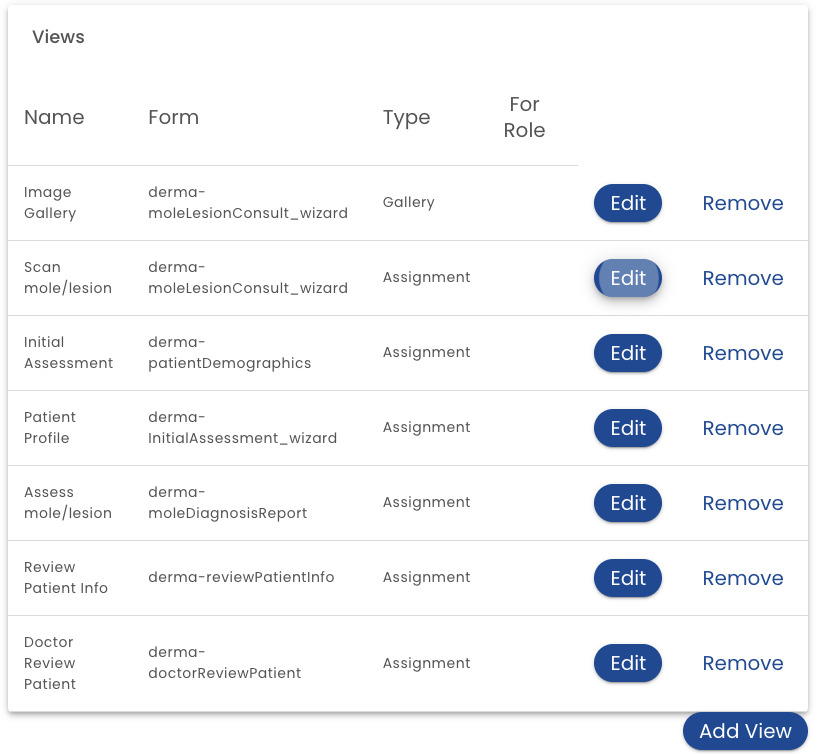 Views
Name Form Type For
Role
Image
Gallery
derma-
moleLesionConsult_wizard
Gallery
Edit
Remove
Scan
mole/lesion
derma-
moleLesionConsult_wizard
Assignment
Edit
Remove
Initial
Assessment
derma-
patientDemographics
Assignment
Edit
Remove
Patient
Profile
derma-
InitialAssessment_wizard
Assignment
Edit
Remove
Assess
mole/lesion
derma-
moleDiagnosisReport
Assignment
Edit
Remove
Review
Patient Info
derma-reviewPatientInfo
Assignment
Edit
Remove
Doctor
Review
Patient
derma-
doctorReviewPatient
Assignment
Edit
Remove
Add View